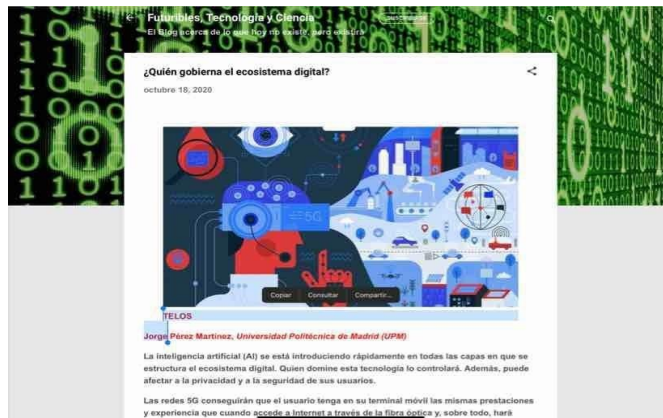 Futuribles, Tecnología y Ciencia
SUSCRIBIRSE
El Blog acerca de lo que hoy no existe, pero existirá
¿Quién gobierna el ecosistema digital?
octubre 18, 2020
5G
Copiar Consultar Compartir...
TELOS
Jorge Pérez Martínez, Universidad Politécnica de Madrid (UPM)
La inteligencia artificial (AI) se está introduciendo rápidamente en todas las capas en que se
estructura el ecosistema digital. Quien domine esta tecnología lo controlará. Además, puede
afectar a la privacidad y a la seguridad de sus usuarios.
Las redes 5G conseguirán que el usuario tenga en su terminal móvil las mismas prestaciones
y experiencia que cuando accede a Internet a través de la fibra óptica y, sobre todo, hará